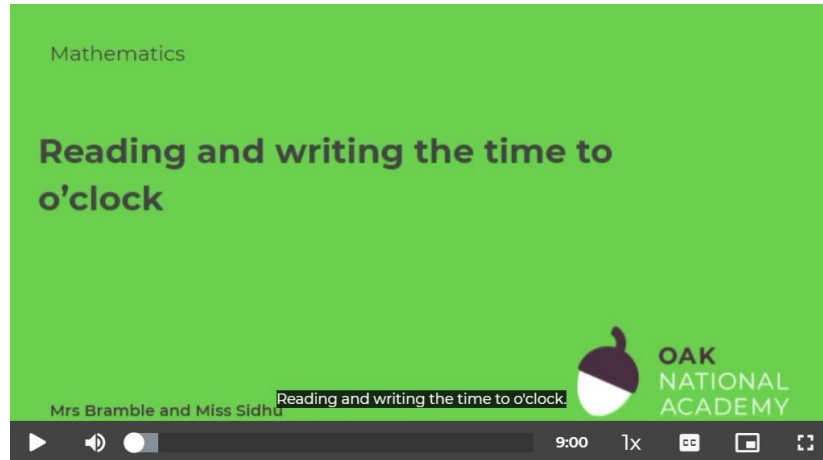 Mathematics
Reading and writing the time to
o'clock
Reading and writing the time to o'clock.
Mrs Bramble and Miss Sidhu
OAK
NATIONAL
ACADEMY
9:00
1x
CC